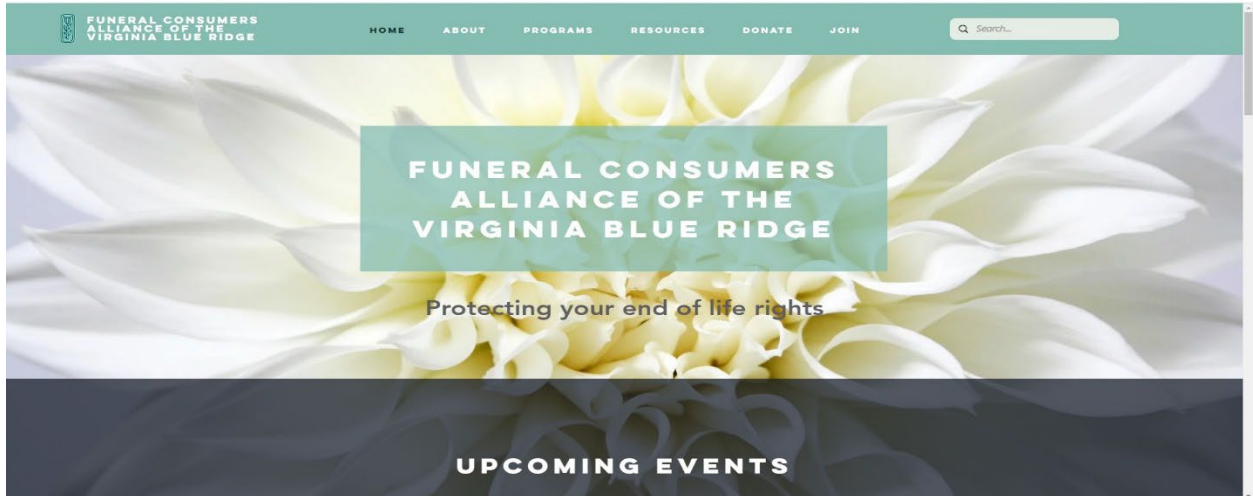 FUNERAL CONSUMERS
ALLIANCE OF THE
VIRGINIA BLUE RIDGE
HOME ABOUT PROGRAMS RESOURCES DONATE JOIN
Search...
FUNERAL CONSUMERS
ALLIANCE OF THE
VIRGINIA BLUE RIDGE
Protecting your end of life rights
UPCOMING EVENTS